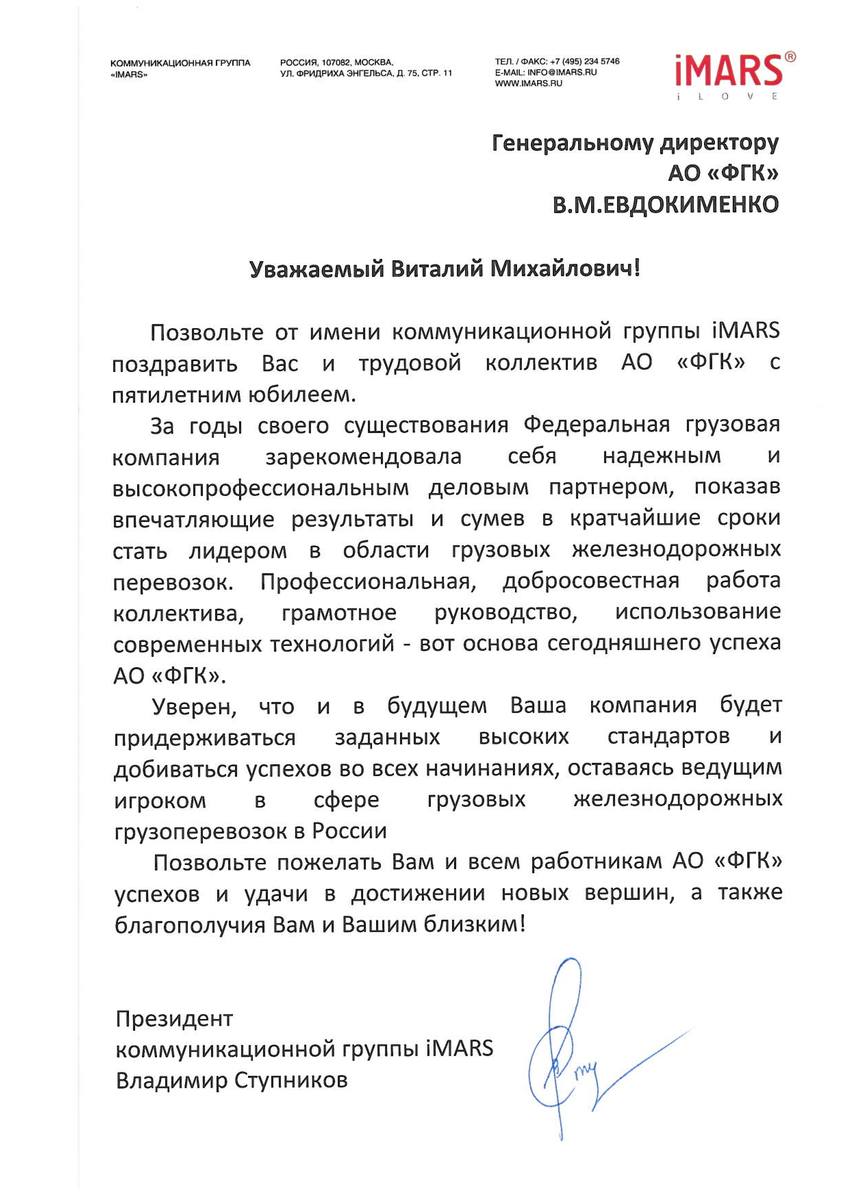 КОММУНИКАЦИОННАЯ ГРУППА
«IMARS»
РОССИЯ, 107082, МОСКВА,
УЛ. ФРИДРИХА ЭНГЕЛЬСА, Д. 75, СТР. 11
ТЕЛ. / ФАКС: +7 (495) 234 5746
E-MAIL: INFO@IMARS.RU
WWW.IMARS.RU
iMARS®
i LOVE
Генеральному директору
АО «ФГК»
В.М.ЕВДОКИМЕНКО
Уважаемый Виталий Михайлович!
Позвольте от имени коммуникационной группы iMARS
поздравить Вас и трудовой коллектив АО «ФГК» с
пятилетним юбилеем.
За годы своего существования Федеральная грузовая
компания зарекомендовала себя надежным и
высокопрофессиональным деловым партнером, показав
впечатляющие результаты и сумев в кратчайшие сроки
стать лидером в области грузовых железнодорожных
перевозок. Профессиональная, добросовестная работа
коллектива, грамотное руководство, использование
современных технологий - вот основа сегодняшнего успеха
АО «ФГК».
Уверен, что и в будущем Ваша компания будет
придерживаться заданных высоких стандартов и
добиваться успехов во всех начинаниях, оставаясь ведущим
игроком в сфере грузовых железнодорожных
грузоперевозок в России
Позвольте пожелать Вам и всем работникам АО «ФГК»
успехов и удачи в достижении новых вершин, а также
благополучия Вам и Вашим близким!
Президент
коммуникационной группы iMARS
Владимир Ступников